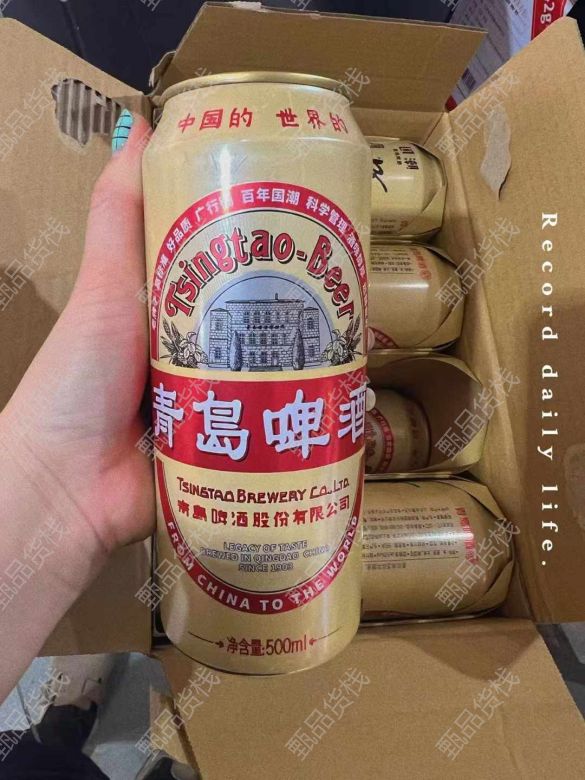 中国的 世界的
好品质 广行销 百年国潮 科学管理
Tsingtao-Beer
青岛啤酒
TSINGTAO BREWERY CO., LTD.
青島啤酒股份有限公司
LEGACY OF TASTE
BREWED IN QINGDAO CHINA
SINCE 1903
FROM CHINA TO THE WORLD
净含量:500ml
国潮
Record daily life.
甄品货栈